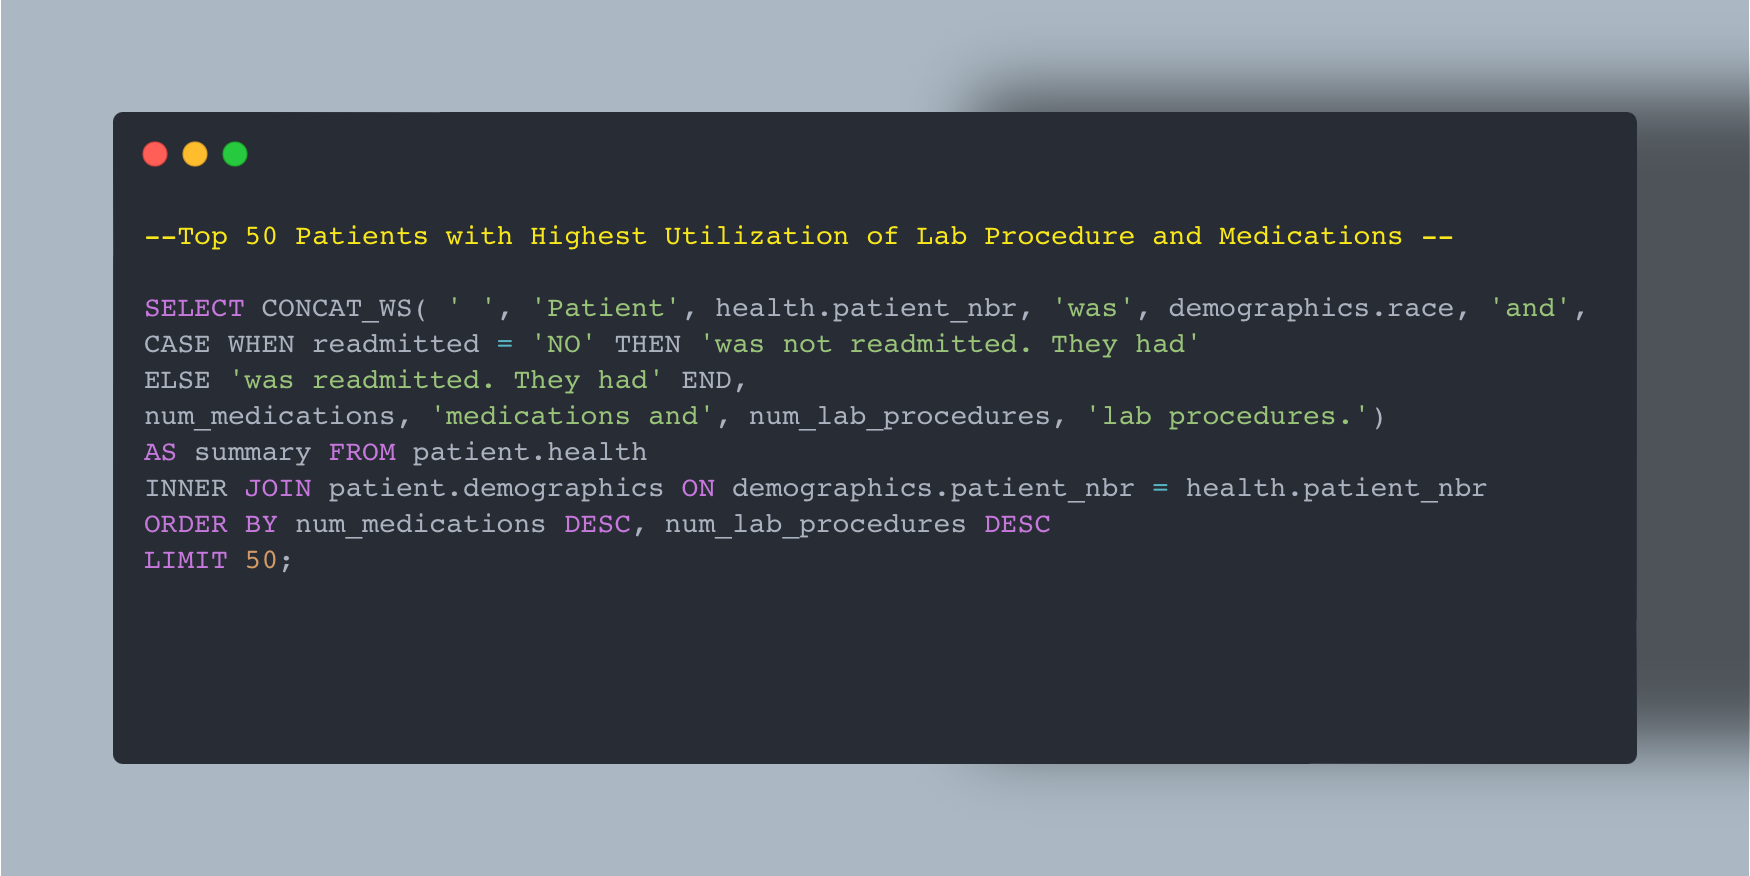 --Top 50 Patients with Highest Utilization of Lab Procedure and Medications --
SELECT CONCAT_WS( ' ', 'Patient', health.patient_nbr, 'was', demographics.race, 'and',
CASE WHEN readmitted = 'NO' THEN 'was not readmitted. They had'
ELSE 'was readmitted. They had' END,
num_medications, 'medications and', num_lab_procedures, 'lab procedures.')
AS summary FROM patient.health
INNER JOIN patient.demographics ON demographics.patient_nbr = health.patient_nbr
ORDER BY num_medications DESC, num_lab_procedures DESC
LIMIT 50;